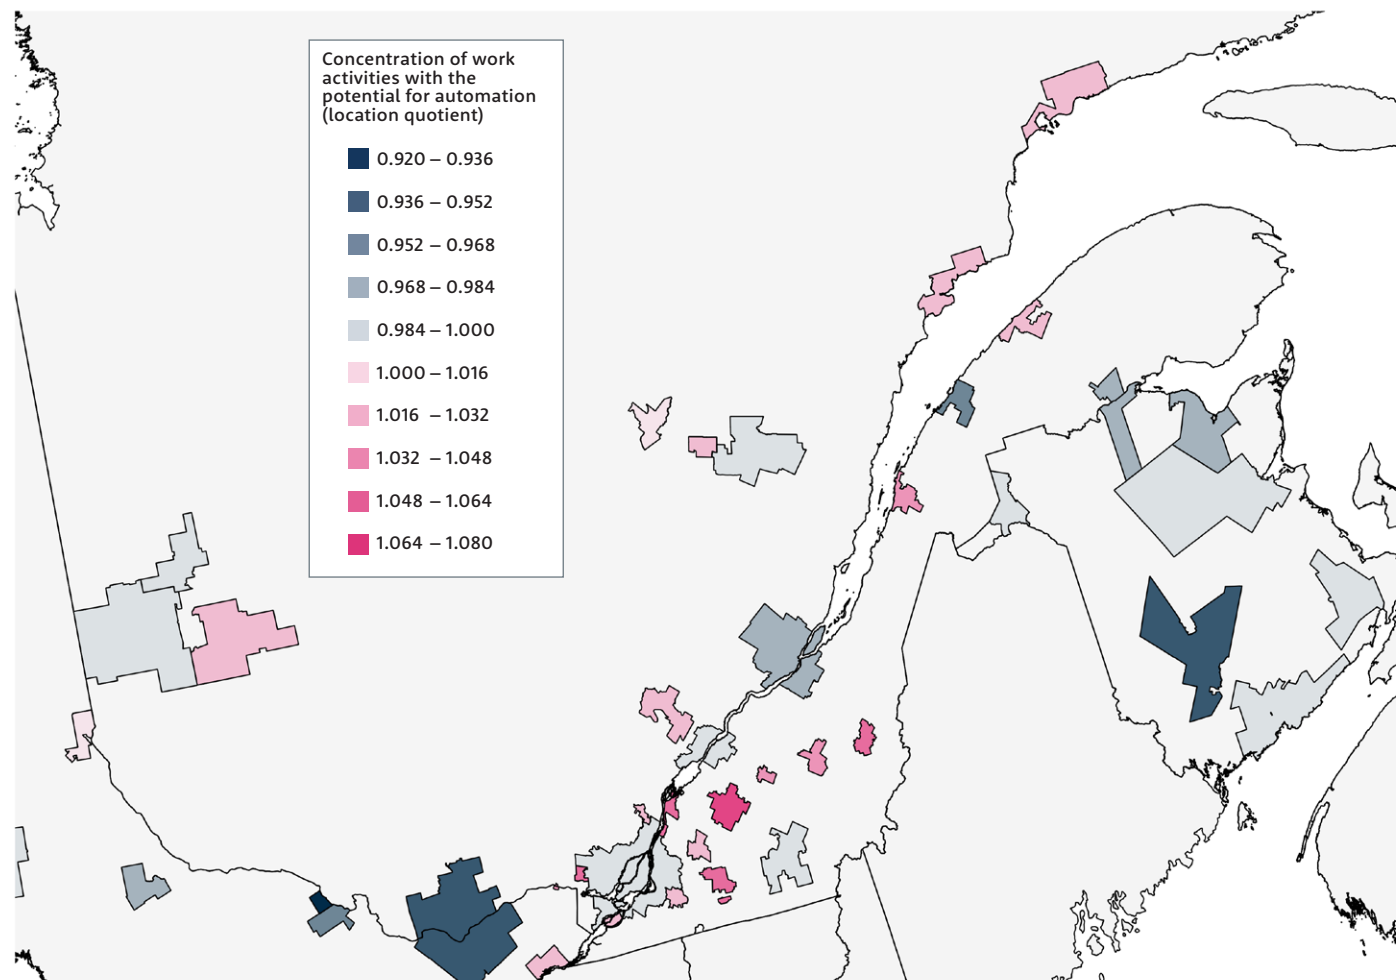 Concentration of work
activities with the
potential for automation
(location quotient)
0.920 – 0.936
0.936 – 0.952
0.952 – 0.968
0.968 – 0.984
0.984 – 1.000
1.000 – 1.016
1.016 – 1.032
1.032 – 1.048
1.048 – 1.064
1.064 – 1.080